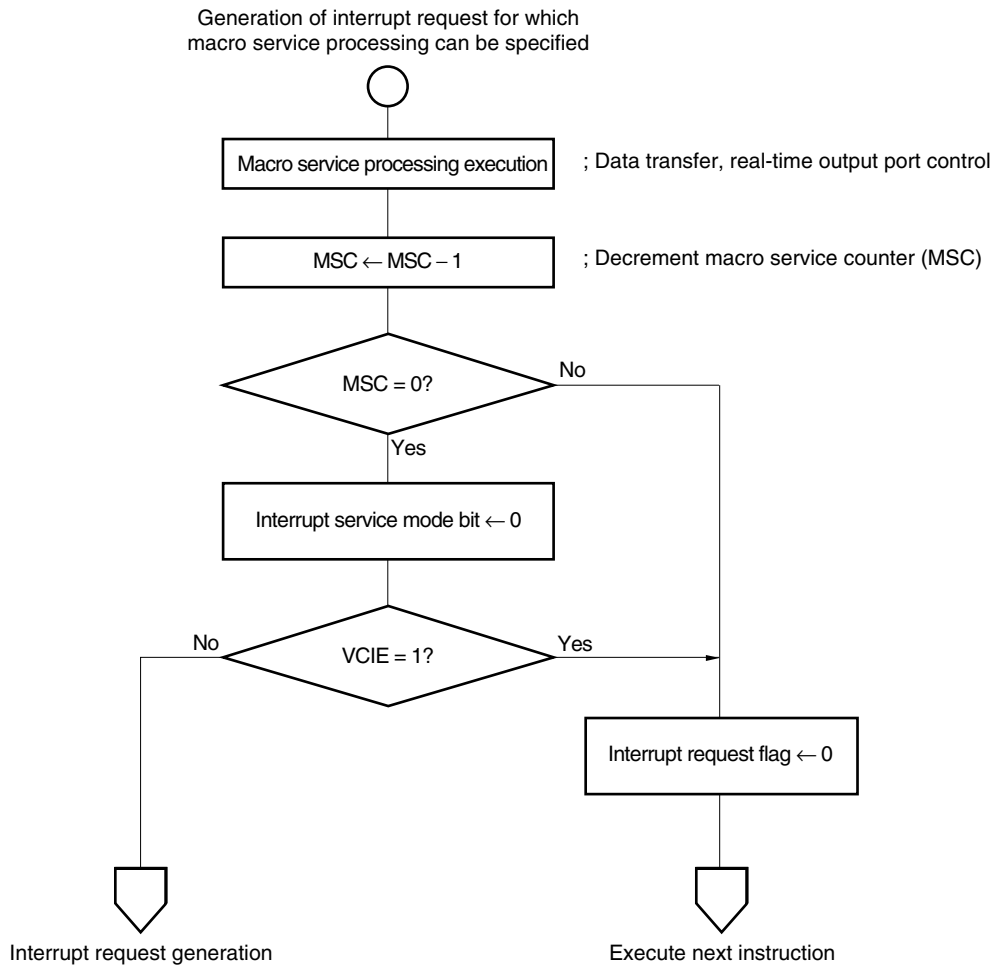 Generation of interrupt request for which
macro service processing can be specified
Macro service processing execution
; Data transfer, real-time output port control
MSC ← MSC – 1
; Decrement macro service counter (MSC)
MSC = 0?
No
Yes
Interrupt service mode bit ← 0
No
VCIE = 1?
Yes
Interrupt request flag ← 0
Interrupt request generation
Execute next instruction